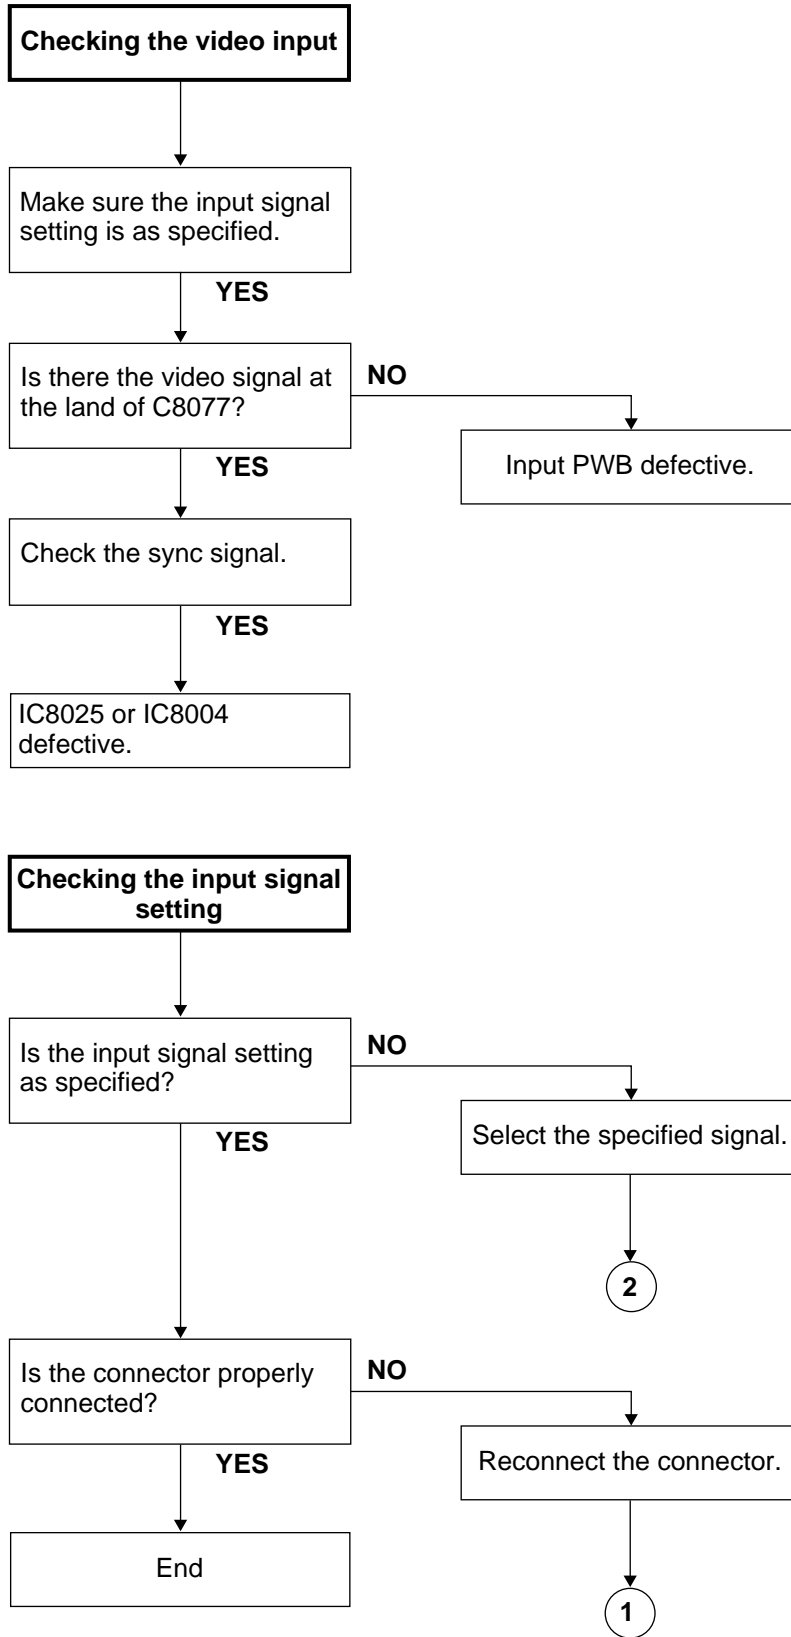 Checking the video input
Make sure the input signal
setting is as specified.
YES
Is there the video signal at
the land of C8077?
NO
Input PWB defective.
YES
Check the sync signal.
YES
IC8025 or IC8004
defective.
Checking the input signal
setting
Is the input signal setting
as specified?
NO
Select the specified signal.
YES
2
Is the connector properly
connected?
NO
Reconnect the connector.
YES
End
1